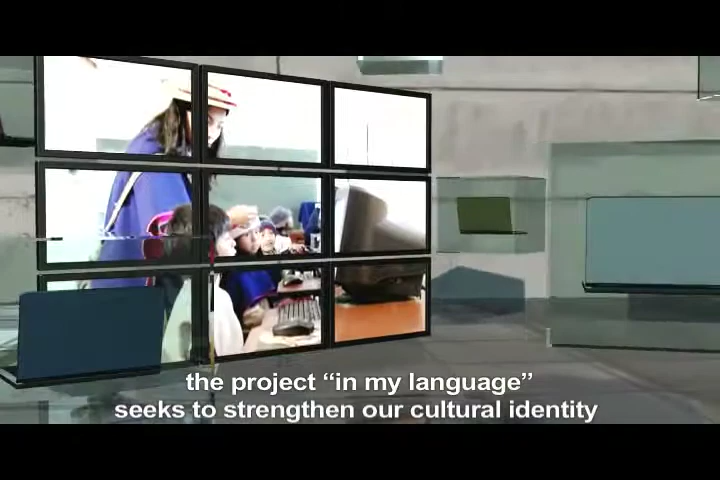 the project “in my language”
seeks to strengthen our cultural identity